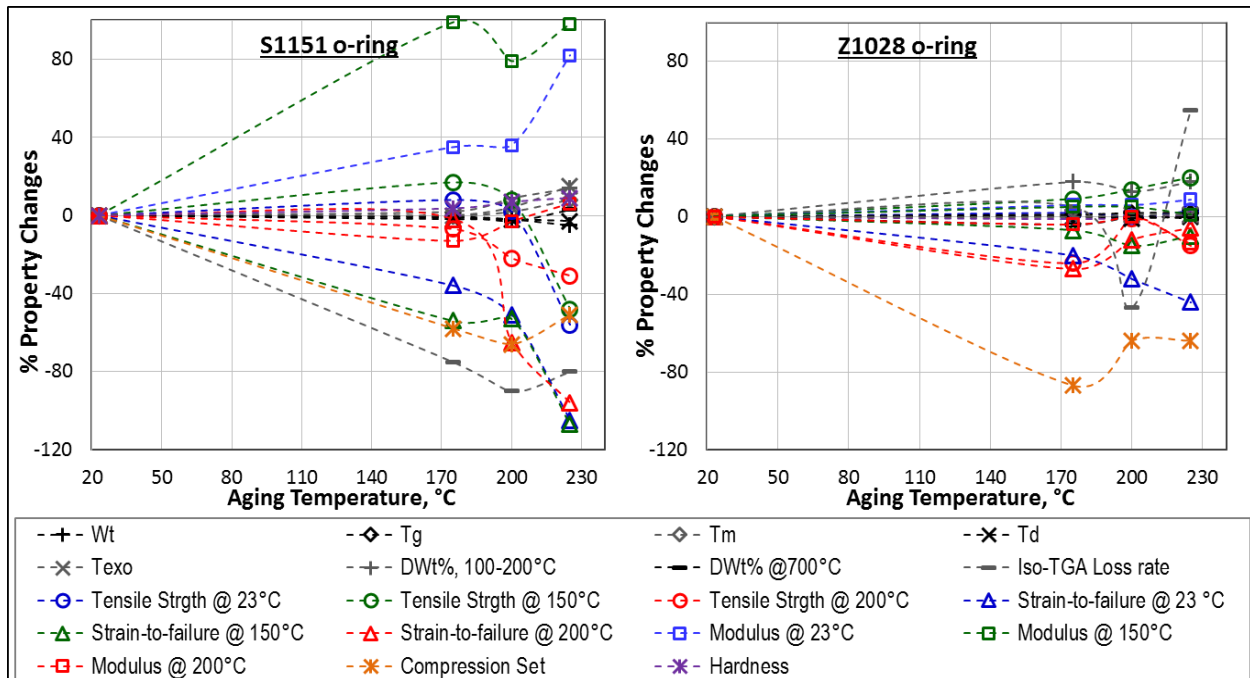 S1151 o-ring
Z1028 o-ring
% Property Changes
80
40
0
-40
-80
-120
20 50 80 110 140 170 200 230
Aging Temperature, °C
% Property Changes
80
40
0
-40
-80
-120
20 50 80 110 140 170 200 230
Aging Temperature, °C
Wt Tg Tm Td
Texo DWt%, 100-200°C DWt% @700°C Iso-TGA Loss rate
Tensile Strgth @ 23°C Tensile Strgth @ 150°C Tensile Strgth @ 200°C Strain-to-failure @ 23 °C
Strain-to-failure @ 150°C Strain-to-failure @ 200°C Modulus @ 23°C Modulus @ 150°C
Modulus @ 200°C Compression Set Hardness